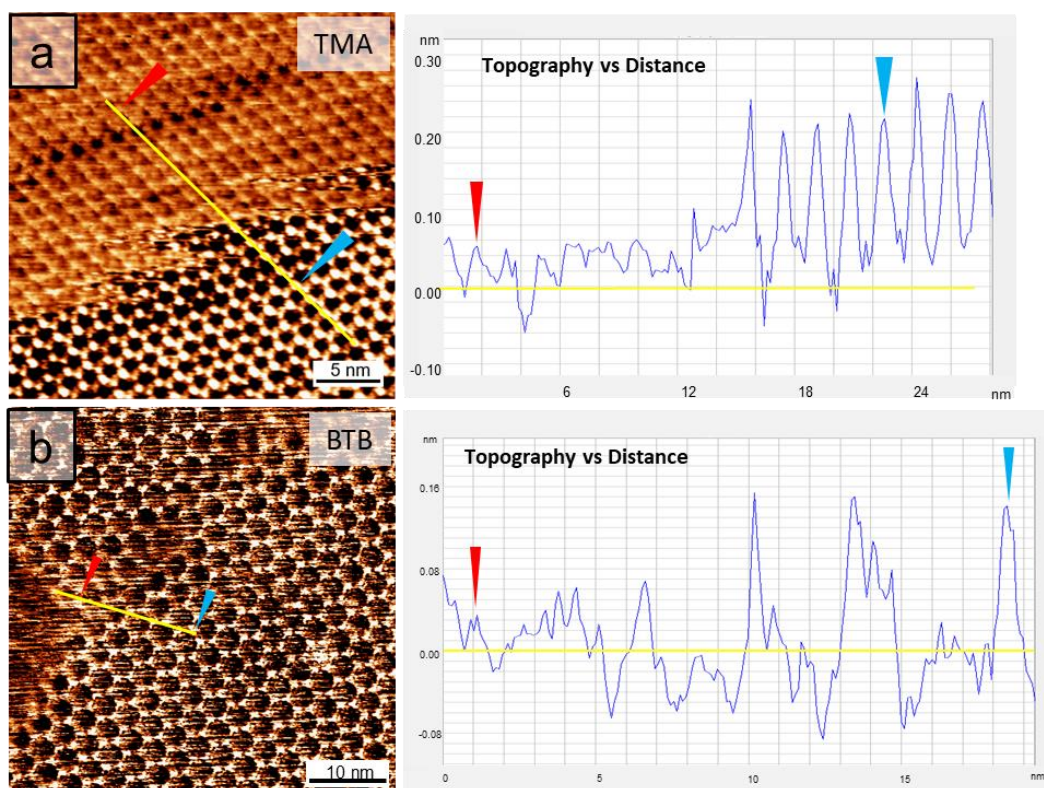 a
TMA
5 nm
nm
Topography vs Distance
0.30
0.20
0.10
0.00
-0.10
6
12
18
24
nm
b
BTB
10 nm
nm
Topography vs Distance
0.16
0.08
0.00
-0.08
0
5
10
15
nm